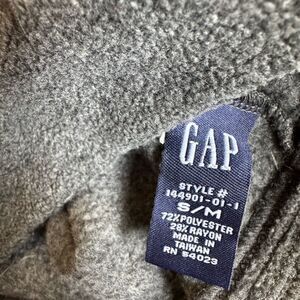 GAP
STYLE #
144901-01-1
S/M
72%POLYESTER
28% RAYON
MADE IN
TAIWAN
RN 54023